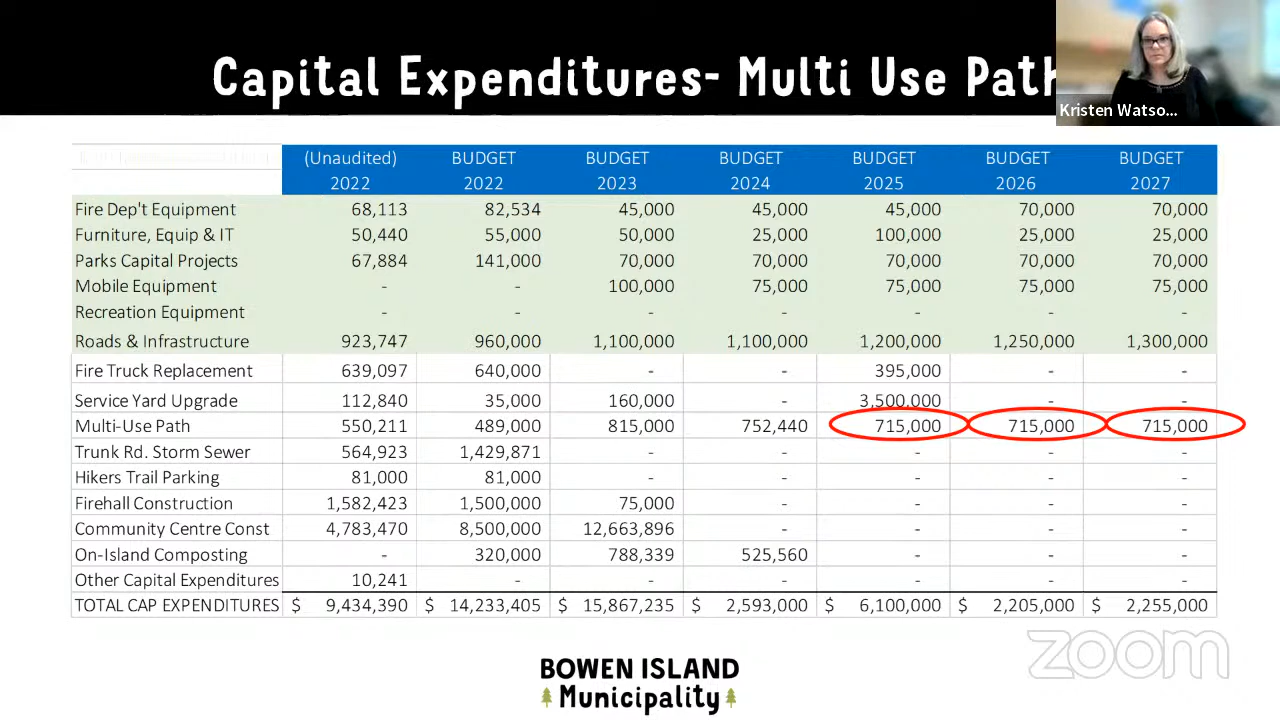 Capital Expenditures- Multi Use Path
Kristen Watso...
(Unaudited) BUDGET BUDGET BUDGET BUDGET BUDGET BUDGET
2022 2022 2023 2024 2025 2026 2027
Fire Dep't Equipment 68,113 82,534 45,000 45,000 45,000 70,000 70,000
Furniture, Equip & IT 50,440 55,000 50,000 25,000 100,000 25,000 25,000
Parks Capital Projects 67,884 141,000 70,000 70,000 70,000 70,000 70,000
Mobile Equipment - - 100,000 75,000 75,000 75,000 75,000
Recreation Equipment - - - - - - -
Roads & Infrastructure 923,747 960,000 1,100,000 1,100,000 1,200,000 1,250,000 1,300,000
Fire Truck Replacement 639,097 640,000 - - 395,000 - -
Service Yard Upgrade 112,840 35,000 160,000 - 3,500,000 - -
Multi-Use Path 550,211 489,000 815,000 752,440 715,000 715,000 715,000
Trunk Rd. Storm Sewer 564,923 1,429,871 - - - - -
Hikers Trail Parking 81,000 81,000 - - - - -
Firehall Construction 1,582,423 1,500,000 75,000 - - - -
Community Centre Const 4,783,470 8,500,000 12,663,896 - - - -
On-Island Composting - 320,000 788,339 525,560 - - -
Other Capital Expenditures 10,241 - - - - - -
TOTAL CAP EXPENDITURES $ 9,434,390 $ 14,233,405 $ 15,867,235 $ 2,593,000 $ 6,100,000 $ 2,205,000 $ 2,255,000
zoom
BOWEN ISLAND
Municipality